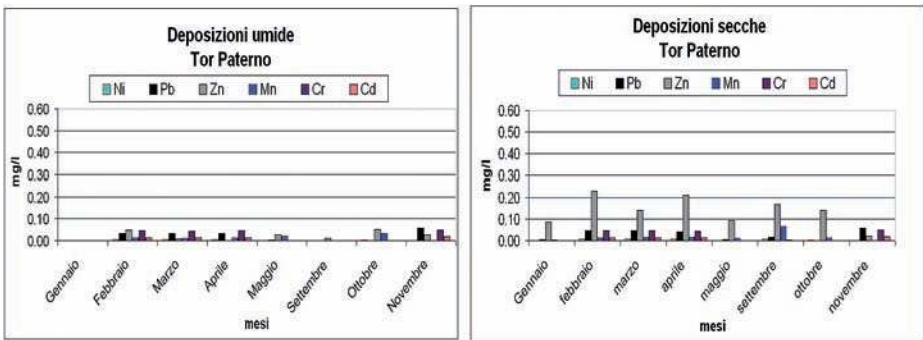 Deposizioni umide
Tor Paterno
Ni Pb Zn Mn Cr Cd
0.60
0.50
0.40
0.30
0.20
0.10
0.00
mg/l
Gennaio
Febbraio
Marzo
Aprile
Maggio
Settembre
Ottobre
Novembre
mesi
Deposizioni secche
Tor Paterno
Ni Pb Zn Mn Cr Cd
0.60
0.50
0.40
0.30
0.20
0.10
0.00
mg/l
Gennaio
febbraio
marzo
aprile
maggio
settembre
ottobre
novembre
mesi